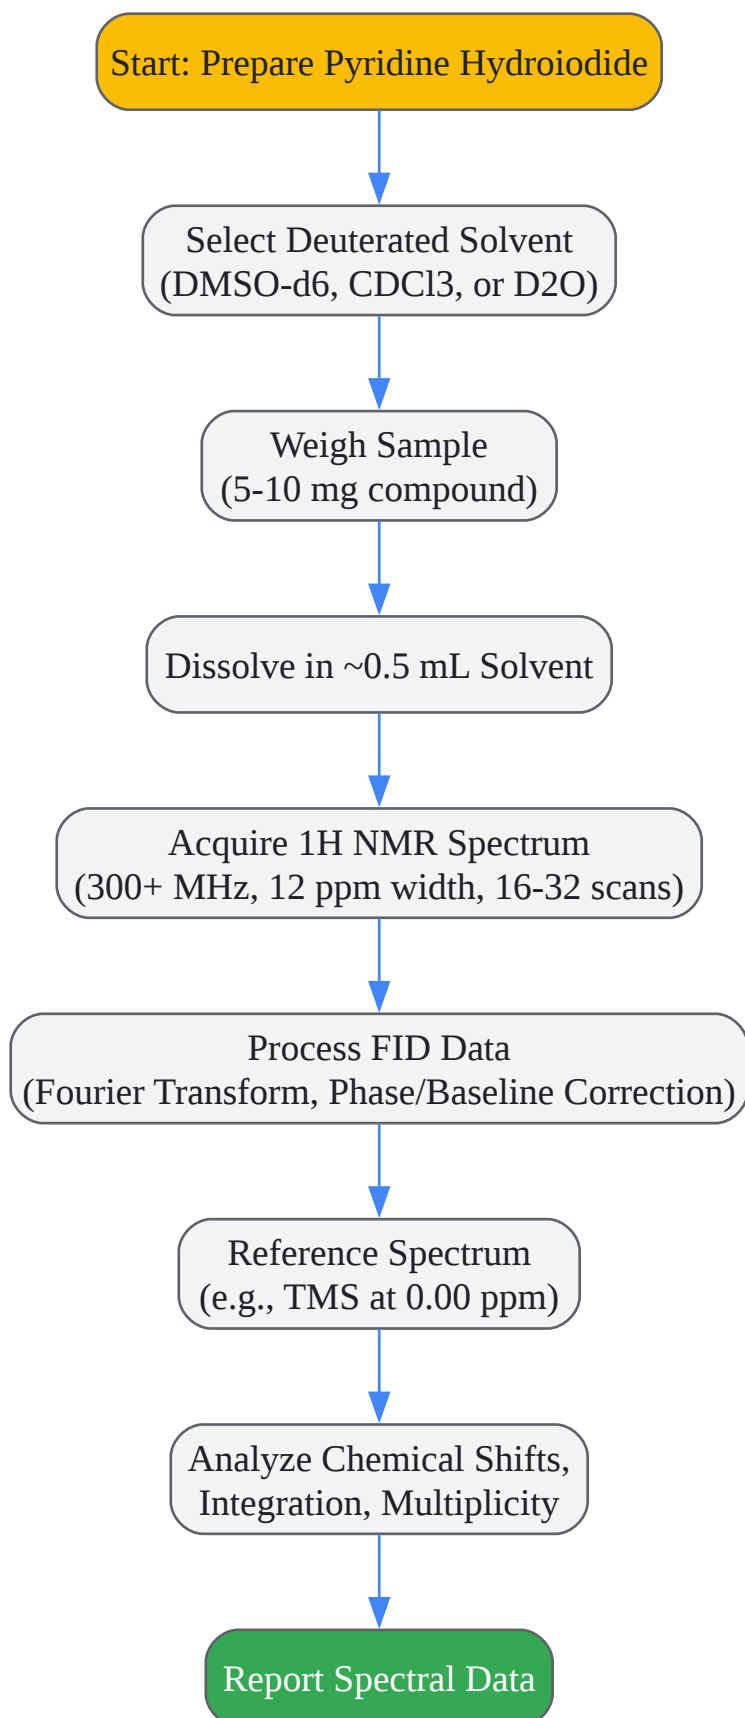 Start: Prepare Pyridine Hydroiodide
Select Deuterated Solvent
(DMSO-d6, CDCl3, or D2O)
Weigh Sample
(5-10 mg compound)
Dissolve in ~0.5 mL Solvent
Acquire 1H NMR Spectrum
(300+ MHz, 12 ppm width, 16-32 scans)
Process FID Data
(Fourier Transform, Phase/Baseline Correction)
Reference Spectrum
(e.g., TMS at 0.00 ppm)
Analyze Chemical Shifts,
Integration, Multiplicity
Report Spectral Data